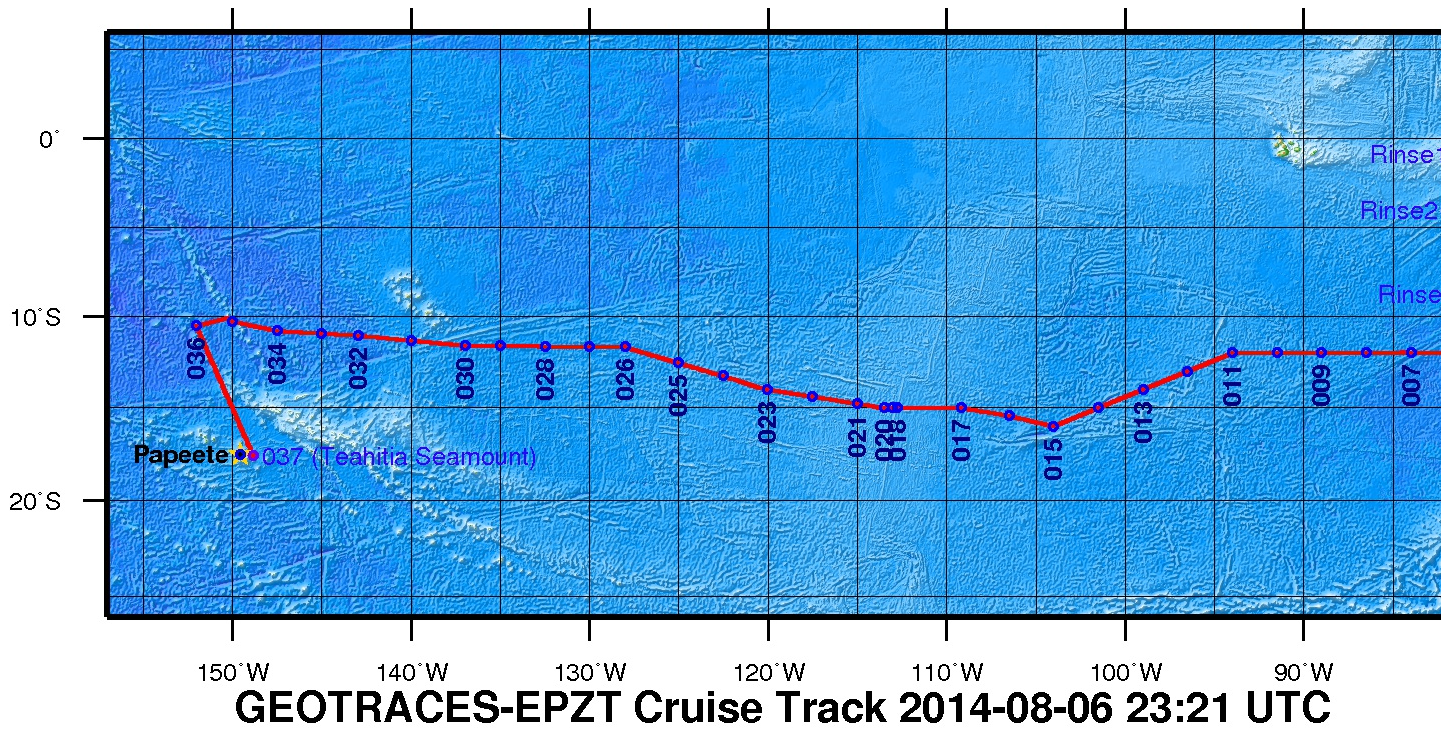 0°
10°S
20°S
Rinse1
Rinse2
Rinse
036
034
032
030
028
026
025
023
021
020
018
017
015
013
011
009
007
Papeete
037 (Teahitia Seamount)
150°W
140°W
130°W
120°W
110°W
100°W
90°W
GEOTRACES-EPZT Cruise Track 2014-08-06 23:21 UTC